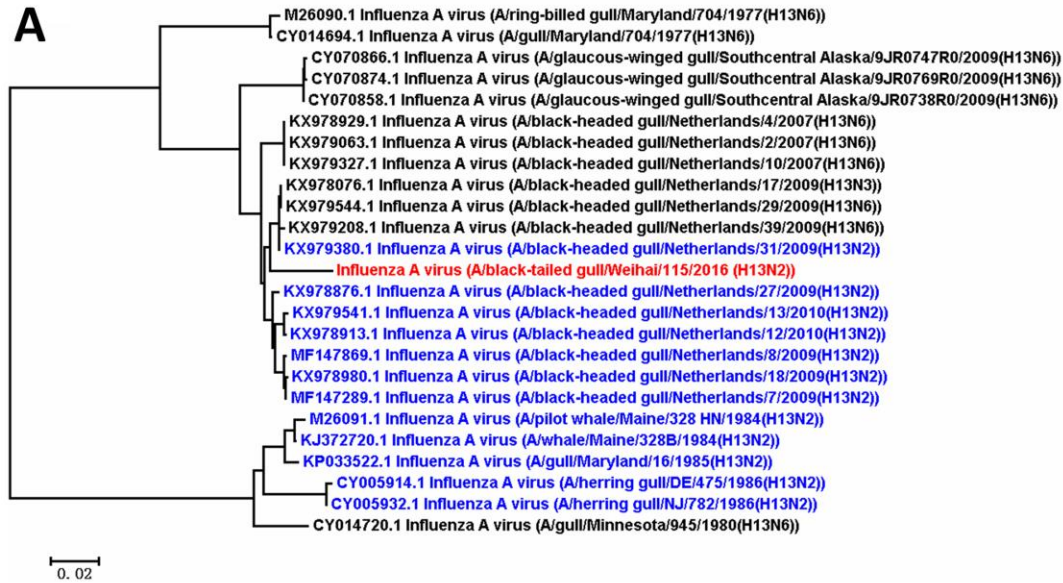 A
M26090.1 Influenza A virus (A/ring-billed gull/Maryland/704/1977(H13N6))
CY014694.1 Influenza A virus (A/gull/Maryland/704/1977(H13N6))
CY070866.1 Influenza A virus (A/glaucous-winged gull/Southcentral Alaska/9JR0747R0/2009(H13N6))
CY070874.1 Influenza A virus (A/glaucous-winged gull/Southcentral Alaska/9JR0769R0/2009(H13N6))
CY070858.1 Influenza A virus (A/glaucous-winged gull/Southcentral Alaska/9JR0738R0/2009(H13N6))
KX978929.1 Influenza A virus (A/black-headed gull/Netherlands/4/2007(H13N6))
KX979063.1 Influenza A virus (A/black-headed gull/Netherlands/2/2007(H13N6))
KX979327.1 Influenza A virus (A/black-headed gull/Netherlands/10/2007(H13N6))
KX978076.1 Influenza A virus (A/black-headed gull/Netherlands/17/2009(H13N3))
KX979544.1 Influenza A virus (A/black-headed gull/Netherlands/29/2009(H13N6))
KX979208.1 Influenza A virus (A/black-headed gull/Netherlands/39/2009(H13N6))
KX979380.1 Influenza A virus (A/black-headed gull/Netherlands/31/2009(H13N2))
Influenza A virus (A/black-tailed gull/Weihai/115/2016 (H13N2))
KX978876.1 Influenza A virus (A/black-headed gull/Netherlands/27/2009(H13N2))
KX979541.1 Influenza A virus (A/black-headed gull/Netherlands/13/2010(H13N2))
KX978913.1 Influenza A virus (A/black-headed gull/Netherlands/12/2010(H13N2))
MF147869.1 Influenza A virus (A/black-headed gull/Netherlands/8/2009(H13N2))
KX978980.1 Influenza A virus (A/black-headed gull/Netherlands/18/2009(H13N2))
MF147289.1 Influenza A virus (A/black-headed gull/Netherlands/7/2009(H13N2))
M26091.1 Influenza A virus (A/pilot whale/Maine/328 HN/1984(H13N2))
KJ372720.1 Influenza A virus (A/whale/Maine/328B/1984(H13N2))
KP033522.1 Influenza A virus (A/gull/Maryland/16/1985(H13N2))
CY005914.1 Influenza A virus (A/herring gull/DE/475/1986(H13N2))
CY005932.1 Influenza A virus (A/herring gull/NJ/782/1986(H13N2))
CY014720.1 Influenza A virus (A/gull/Minnesota/945/1980(H13N6))
0. 02